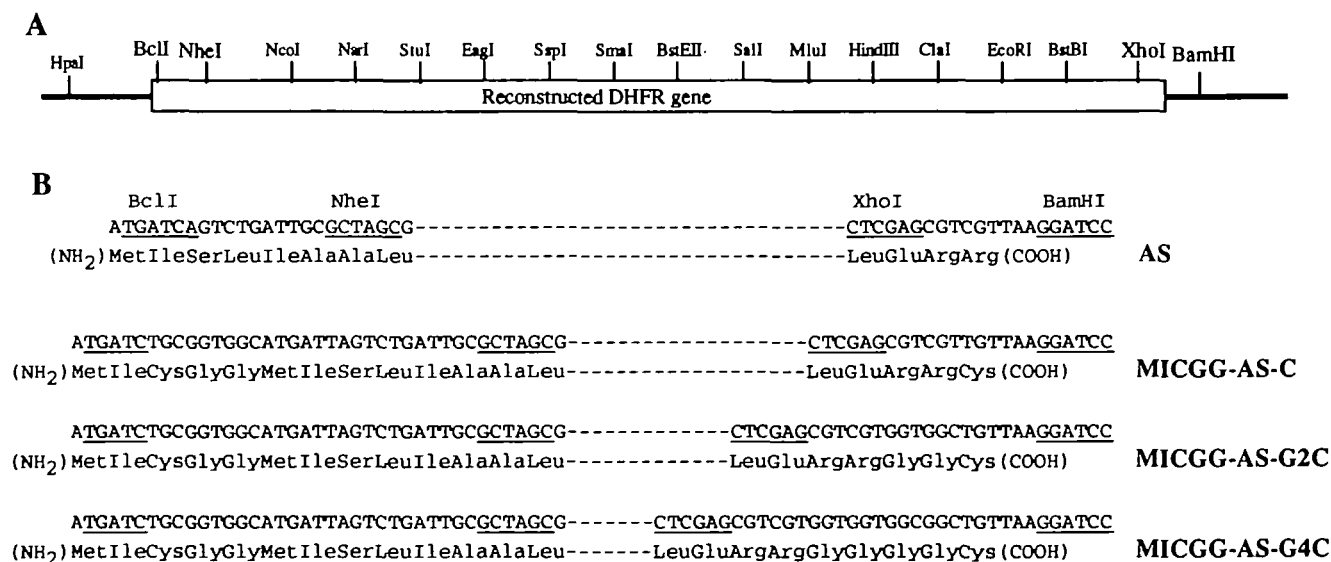 A
HpaI BclI NheI NcoI NarI StuI EagI SspI SmaI BstEII SalI MluI HindIII ClaI EcoRI BstBI XhoI BamHI
Reconstructed DHFR gene
B
BclI NheI XhoI BamHI
ATGATCAGTCTGATTGCGCTAGCG------------------------------------CTCGAGCGTCGTTAAGGATCC
(NH2)MetIleSerLeuIleAlaAlaLeu------------------------------------LeuGluArgArg(COOH) AS
ATGATCTGCGGTGGCATGATTAGTCTGATTGCGCTAGCG--------------------CTCGAGCGTCGTTGTTAAGGATCC
(NH2)MetIleCysGlyGlyMetIleSerLeuIleAlaAlaLeu--------------------LeuGluArgArgCys(COOH) MICGG-AS-C
ATGATCTGCGGTGGCATGATTAGTCTGATTGCGCTAGCG--------------CTCGAGCGTCGTGGTGGCTGTTAAGGATCC
(NH2)MetIleCysGlyGlyMetIleSerLeuIleAlaAlaLeu--------------LeuGluArgArgGlyGlyCys(COOH) MICGG-AS-G2C
ATGATCTGCGGTGGCATGATTAGTCTGATTGCGCTAGCG-------CTCGAGCGTCGTGGTGGTGGCGGCTGTTAAGGATCC
(NH2)MetIleCysGlyGlyMetIleSerLeuIleAlaAlaLeu-------LeuGluArgArgGlyGlyGlyGlyCys(COOH) MICGG-AS-G4C